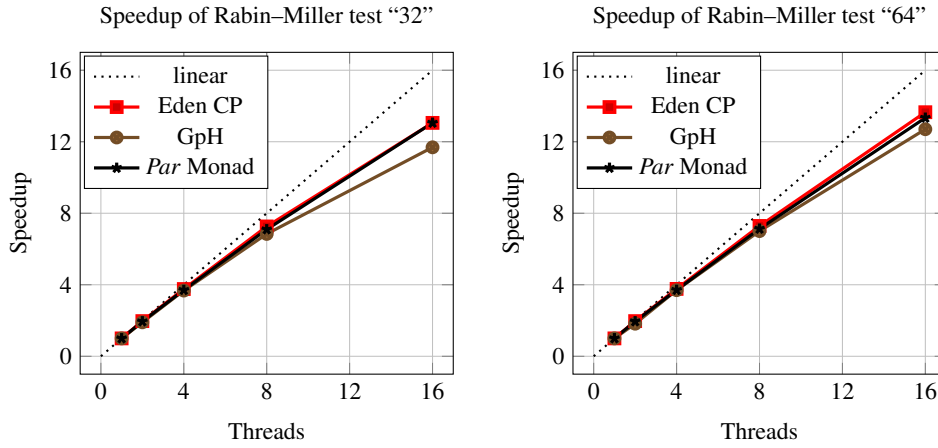 Speedup of Rabin–Miller test “32”
16
12
8
4
0
Speedup
linear
Eden CP
GpH
Par Monad
0 4 8 12 16
Threads
Speedup of Rabin–Miller test “64”
16
12
8
4
0
Speedup
linear
Eden CP
GpH
Par Monad
0 4 8 12 16
Threads